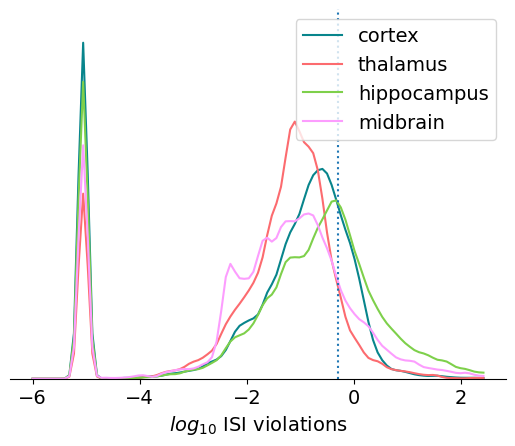 cortex
thalamus
hippocampus
midbrain
−6 −4 −2 0 2
log10 ISI violations